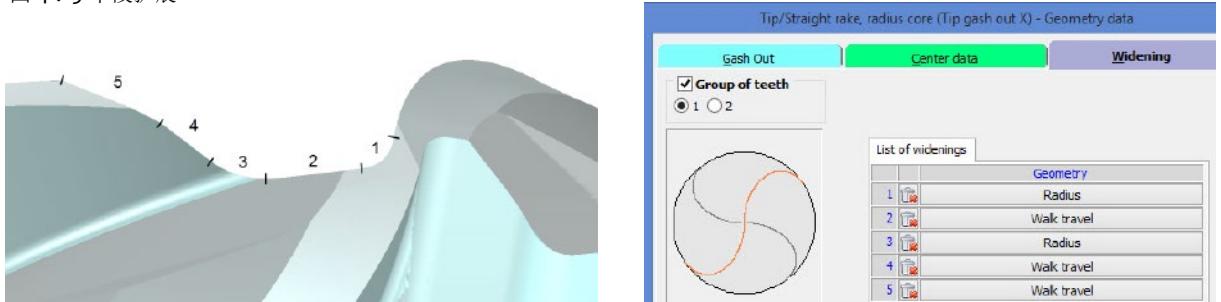 5
4
3
2
1
Tip/Straight rake, radius core (Tip gash out X) - Geometry data
Gash Out
Center data
Widening
Group of teeth
1 2
List of widenings
Geometry
1 Radius
2 Walk travel
3 Radius
4 Walk travel
5 Walk travel